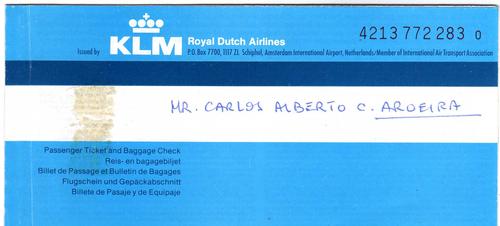 4213 772 283 0
KLM Royal Dutch Airlines
Issued by P.O. Box 7700, 1117 ZL Schiphol, Amsterdam International Airport, Netherlands/Member of International Air Transport Association
MR. CARLOS ALBERTO C. AROEIRA
Passenger Ticket and Baggage Check
Reis- en bagagebiljet
Billet de Passage et Bulletin de Bagages
Flugschein und Gepäckabschnitt
Billete de Pasaje y de Equipaje